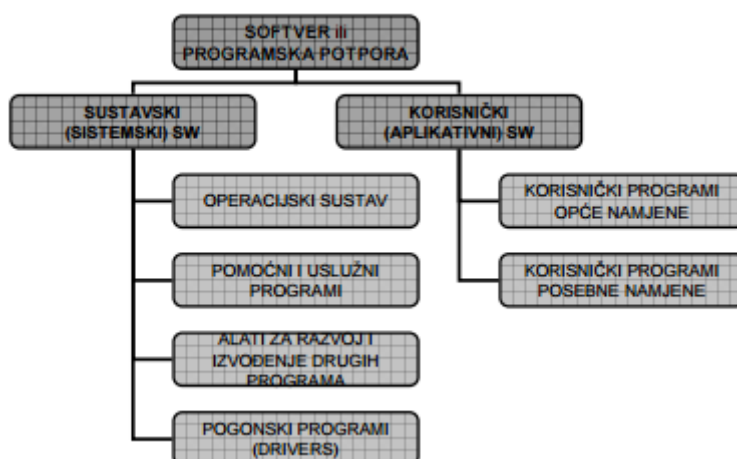 SOFTVER ili
PROGRAMSKA POTPORA
SUSTAVSKI
(SISTEMSKI) SW
KORISNIČKI
(APLIKATIVNI) SW
OPERACIJSKI SUSTAV
POMOĆNI I USLUŽNI
PROGRAMI
ALATI ZA RAZVOJ I
IZVOĐENJE DRUGIH
PROGRAMA
POGONSKI PROGRAMI
(DRIVERS)
KORISNIČKI PROGRAMI
OPĆE NAMJENE
KORISNIČKI PROGRAMI
POSEBNE NAMJENE